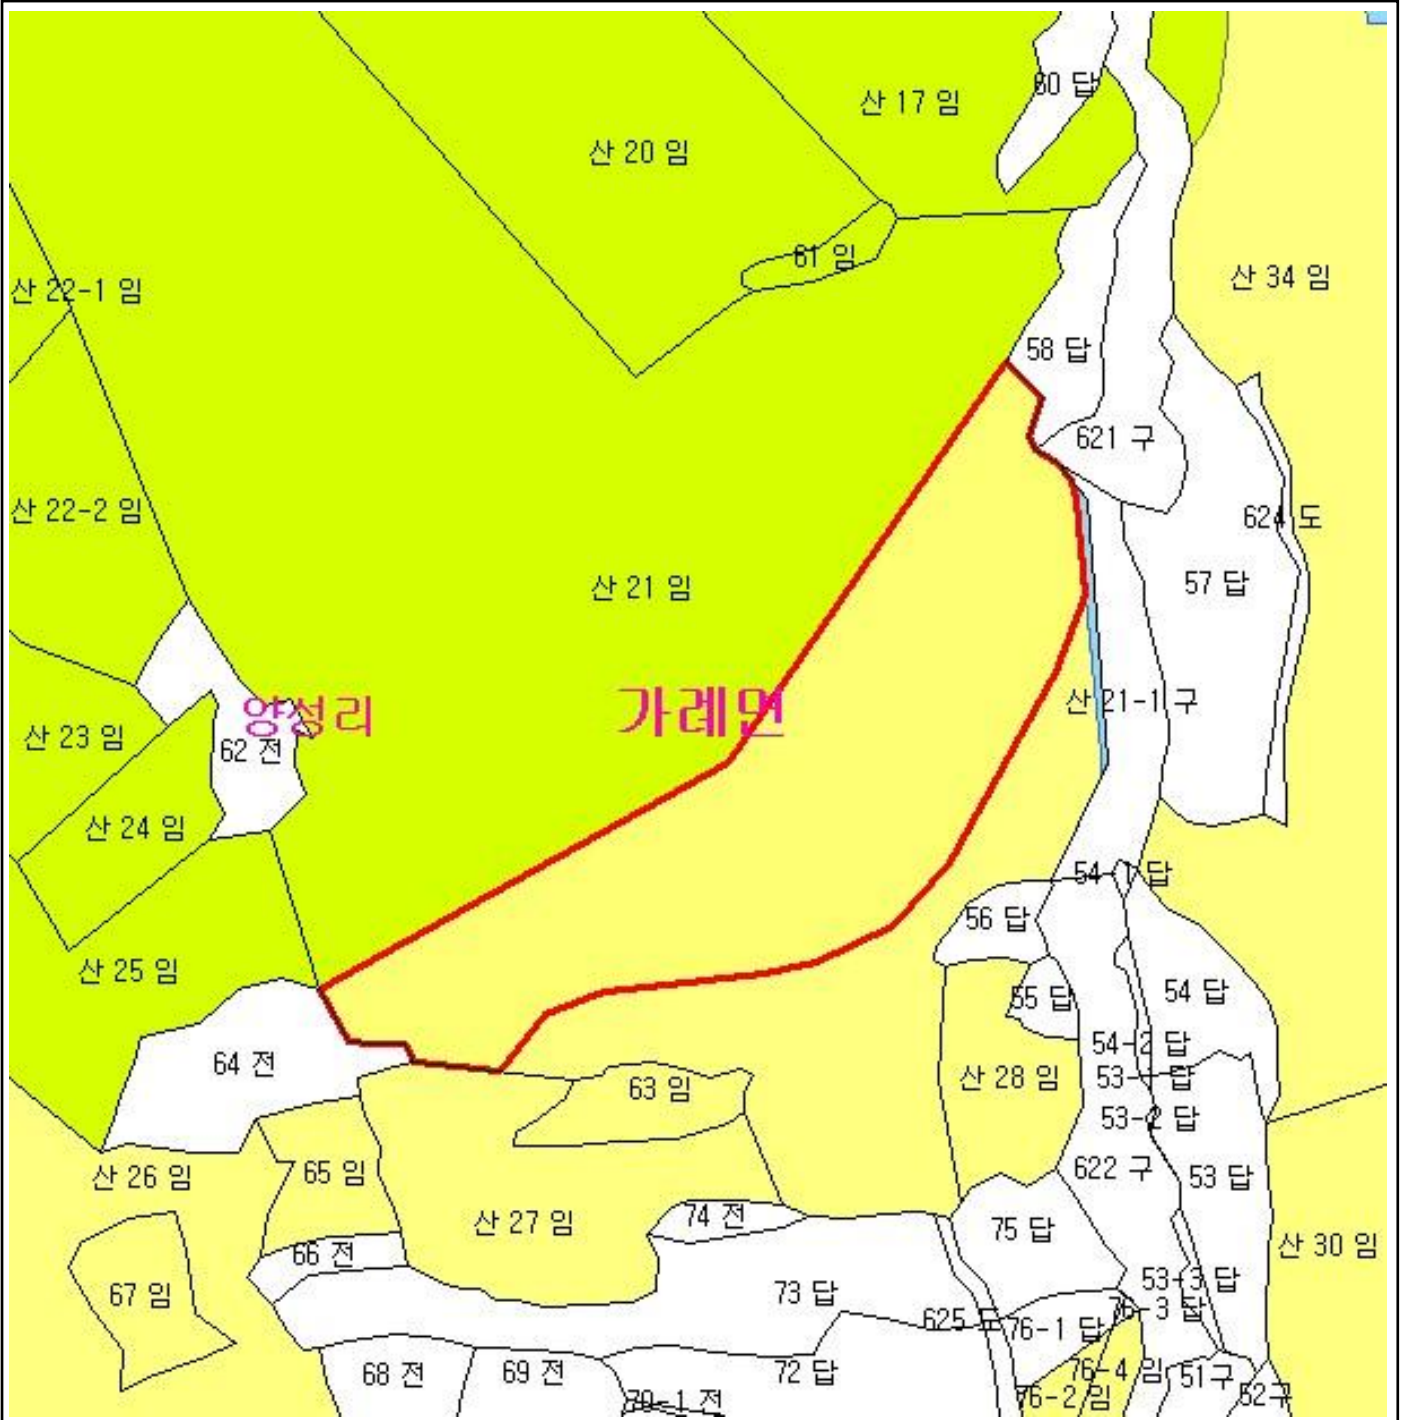 60 답
산 17 임
산 20 임
61 임
산 34 임
산 22-1 임
58 답
621 구
산 22-2 임
624 도
57 답
산 21 임
양성리
가례면
산 21-1 구
산 23 임
62 전
산 24 임
54-1 답
56 답
산 25 임
55 답
54 답
54-2 답
64 전
산 28 임
53-1 답
63 임
53-2 답
622 구
53 답
산 26 임
65 임
74 전
산 27 임
75 답
산 30 임
66 전
53-3 답
67 임
73 답
76-3 답
625 도
76-1 답
68 전
69 전
72 답
76-4 임
51구
52구
76-2 임
70-1 전